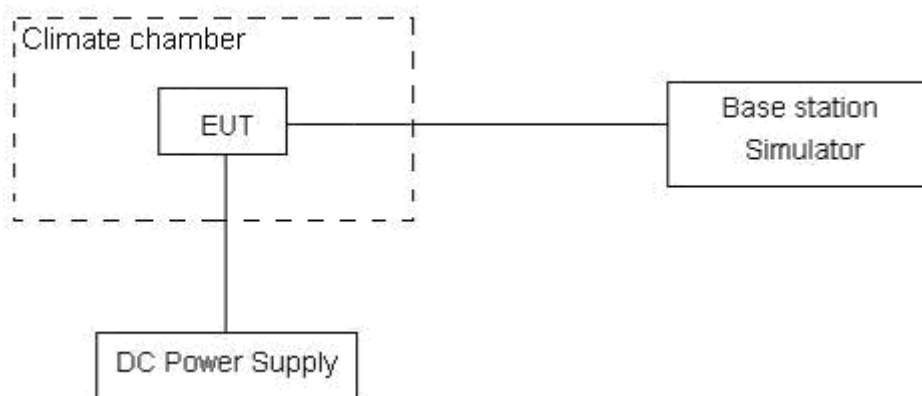 Climate chamber
EUT
Base station
Simulator
DC Power Supply